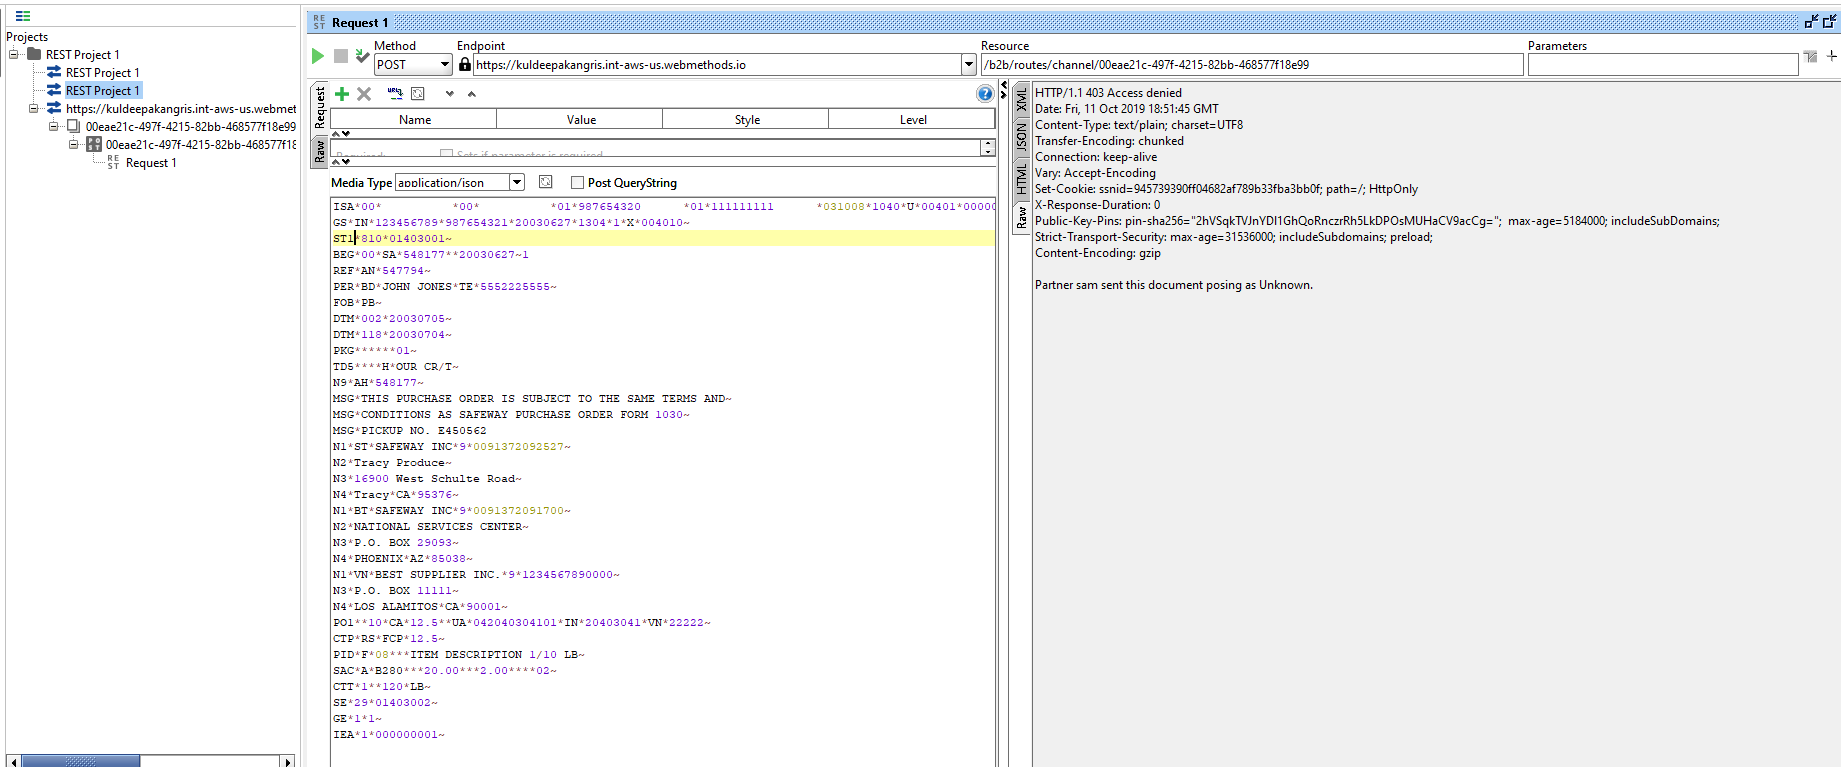 Projects
REST Project 1
REST Project 1
REST Project 1
https://kuldeepakangris.int-aws-us.webmet
00eae21c-497f-4215-82bb-468577f18e99
00eae21c-497f-4215-82bb-468577f18
Request 1
Request 1
Method
Endpoint
Resource
Parameters
POST
https://kuldeepakangris.int-aws-us.webmethods.io
/b2b/routes/channel/00eae21c-497f-4215-82bb-468577f18e99
Request
Raw
Name Value Style Level
Required: Sets if parameter is required
Media Type application/json Post QueryString
ISA*00* *00* *01*987654320 *01*111111111 *031008*1040*U*00401*00000
GS*IN*123456789*987654321*20030627*1304*1*X*004010~
ST1*810*01403001~
BEG*00*SA*548177**20030627~1
REF*AN*547794~
PER*BD*JOHN JONES*TE*5552225555~
FOB*PB~
DTM*002*20030705~
DTM*118*20030704~
PKG******01~
TD5****H*OUR CR/T~
N9*AH*548177~
MSG*THIS PURCHASE ORDER IS SUBJECT TO THE SAME TERMS AND~
MSG*CONDITIONS AS SAFEWAY PURCHASE ORDER FORM 1030~
MSG*PICKUP NO. E450562
N1*ST*SAFEWAY INC*9*0091372092527~
N2*Tracy Produce~
N3*16900 West Schulte Road~
N4*Tracy*CA*95376~
N1*BT*SAFEWAY INC*9*0091372091700~
N2*NATIONAL SERVICES CENTER~
N3*P.O. BOX 29093~
N4*PHOENIX*AZ*85038~
N1*VN*BEST SUPPLIER INC.*9*1234567890000~
N3*P.O. BOX 11111~
N4*LOS ALAMITOS*CA*90001~
PO1**10*CA*12.5**UA*042040304101*IN*20403041*VN*22222~
CTP*RS*FCP*12.5~
PID*F*08***ITEM DESCRIPTION 1/10 LB~
SAC*A*B280***20.00***2.00****02~
CTT*1**120*LB~
SE*29*01403002~
GE*1*1~
IEA*1*000000001~
XML
JSON
HTML
Raw
HTTP/1.1 403 Access denied
Date: Fri, 11 Oct 2019 18:51:45 GMT
Content-Type: text/plain; charset=UTF8
Transfer-Encoding: chunked
Connection: keep-alive
Vary: Accept-Encoding
Set-Cookie: ssnid=945739390ff04682af789b33fba3bb0f; path=/; HttpOnly
X-Response-Duration: 0
Public-Key-Pins: pin-sha256="2hVSqkTVJnYDI1GhQoRnczrRh5LkDPOsMUHaCV9acCg="; max-age=5184000; includeSubDomains;
Strict-Transport-Security: max-age=31536000; includeSubdomains; preload;
Content-Encoding: gzip
Partner sam sent this document posing as Unknown.